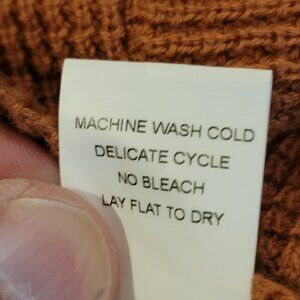 MACHINE WASH COLD
DELICATE CYCLE
NO BLEACH
LAY FLAT TO DRY